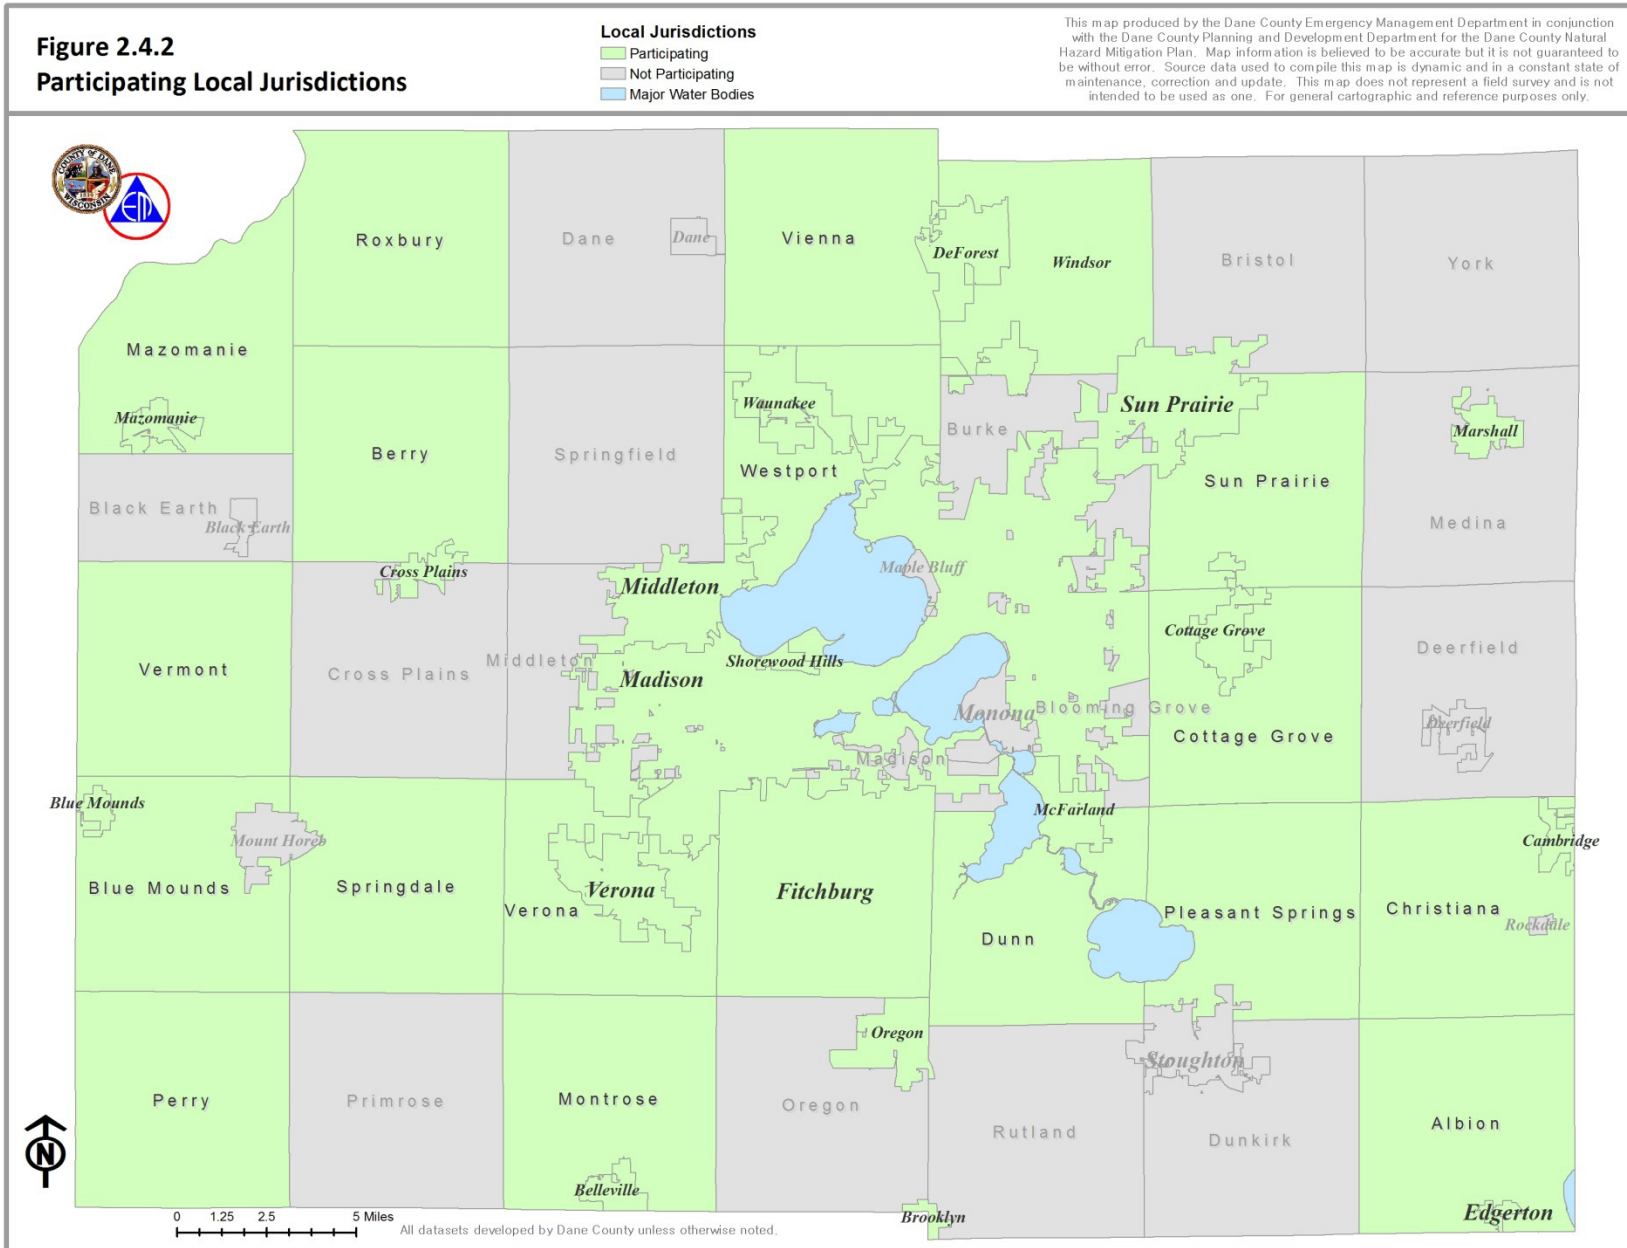 Figure 2.4.2
Participating Local Jurisdictions
Local Jurisdictions
Participating
Not Participating
Major Water Bodies
This map produced by the Dane County Emergency Management Department in conjunction
with the Dane County Planning and Development Department for the Dane County Natural
Hazard Mitigation Plan. Map information is believed to be accurate but it is not guaranteed to
be without error. Source data used to compile this map is dynamic and in a constant state of
maintenance, correction and update. This map does not represent a field survey and is not
intended to be used as one. For general cartographic and reference purposes only.
COUNTY OF DANE
WISCONSIN
EM
Roxbury
Dane
Dane
Vienna
DeForest
Windsor
Bristol
York
Mazomanie
Mazomanie
Waunakee
Sun Prairie
Burke
Marshall
Berry
Springfield
Westport
Sun Prairie
Black Earth
Black Earth
Medina
Cross Plains
Middleton
Maple Bluff
Cottage Grove
Deerfield
Vermont
Cross Plains
Middleton
Shorewood Hills
Madison
Monona
Blooming Grove
Deerfield
Cottage Grove
Madison
Blue Mounds
McFarland
Mount Horeb
Cambridge
Blue Mounds
Springdale
Verona
Verona
Fitchburg
Pleasant Springs
Christiana
Rockdale
Dunn
Oregon
Stoughton
Perry
Primrose
Montrose
Oregon
Rutland
Dunkirk
Albion
Belleville
Brooklyn
Edgerton
N
0 1.25 2.5 5 Miles
All datasets developed by Dane County unless otherwise noted.